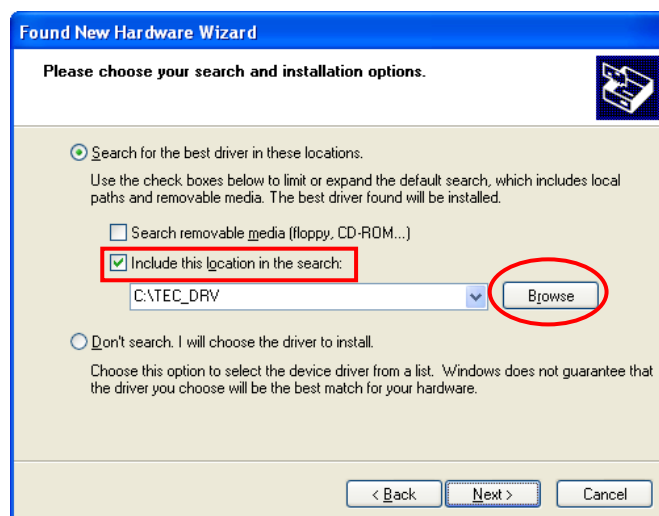 Found New Hardware Wizard
Please choose your search and installation options.
Search for the best driver in these locations.
Use the check boxes below to limit or expand the default search, which includes local
paths and removable media. The best driver found will be installed.
Search removable media (floppy, CD-ROM...)
Include this location in the search:
C:\TEC_DRV
Browse
Don't search. I will choose the driver to install.
Choose this option to select the device driver from a list. Windows does not guarantee that
the driver you choose will be the best match for your hardware.
< Back Next > Cancel